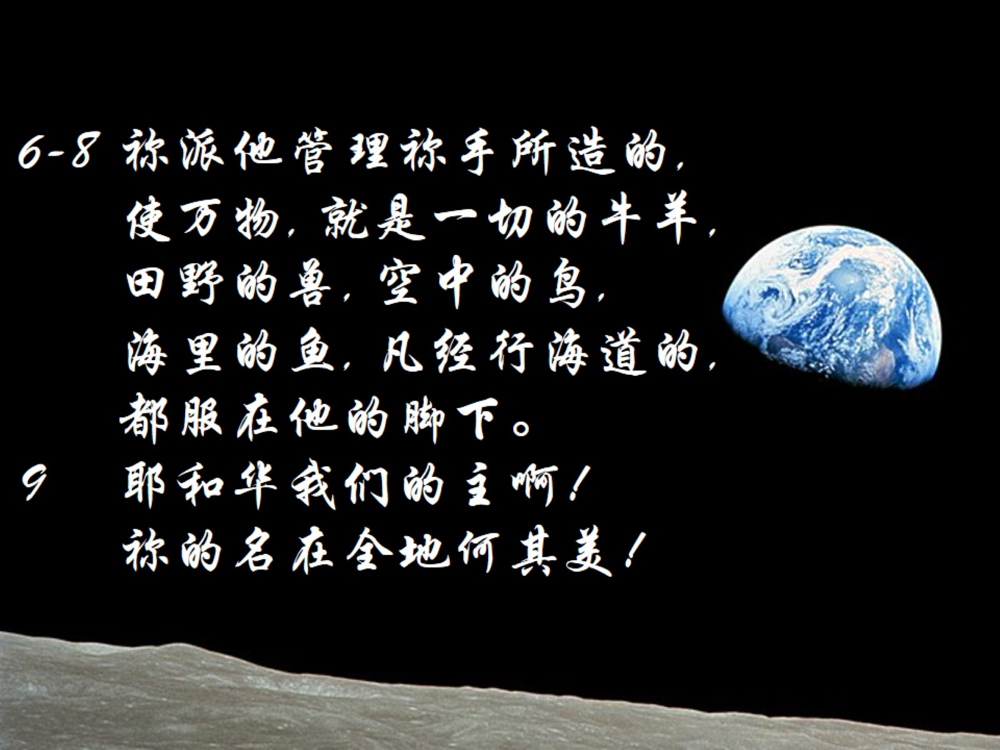 6-8 祢派他管理祢手所造的,
使万物, 就是一切的牛羊,
田野的兽, 空中的鸟,
海里的鱼, 凡经行海道的,
都服在他的脚下。
9 耶和华我们的主啊!
祢的名在全地何其美!